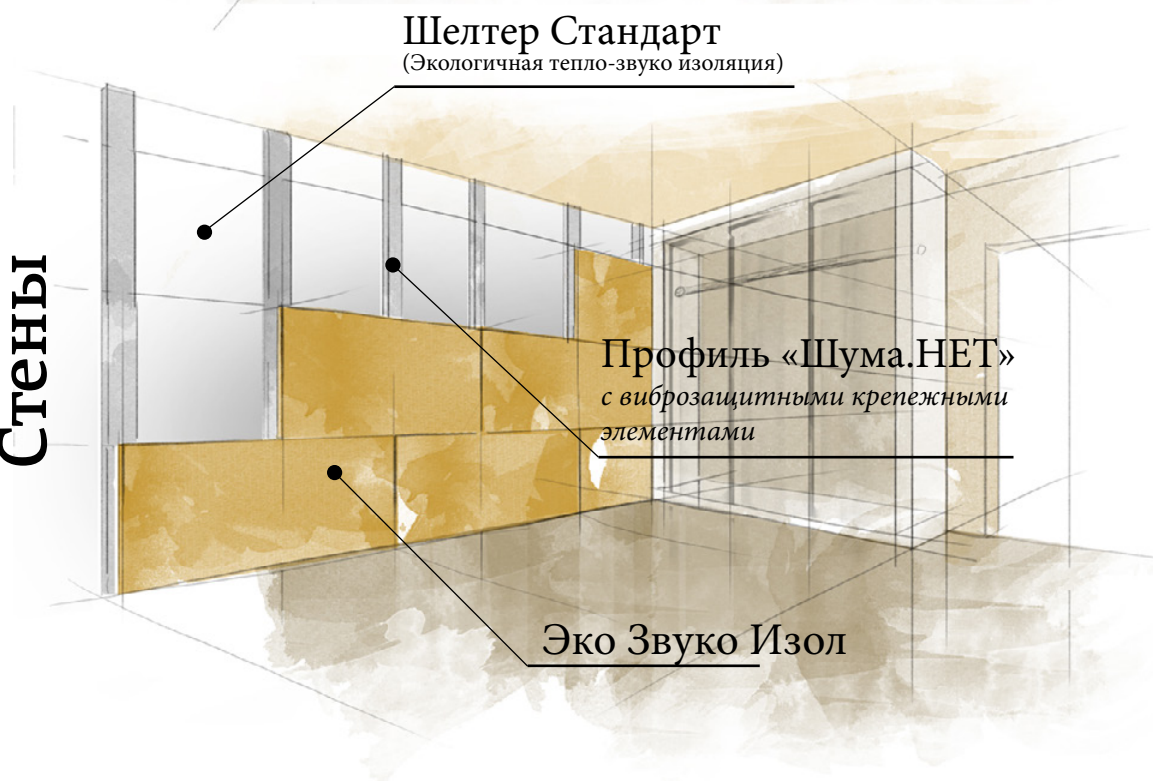 Шелтер Стандарт
(Экологичная тепло-звуко изоляция)
Стены
Профиль «Шума.НЕТ»
с виброзащитными крепежными
элементами
Эко Звуко Изол